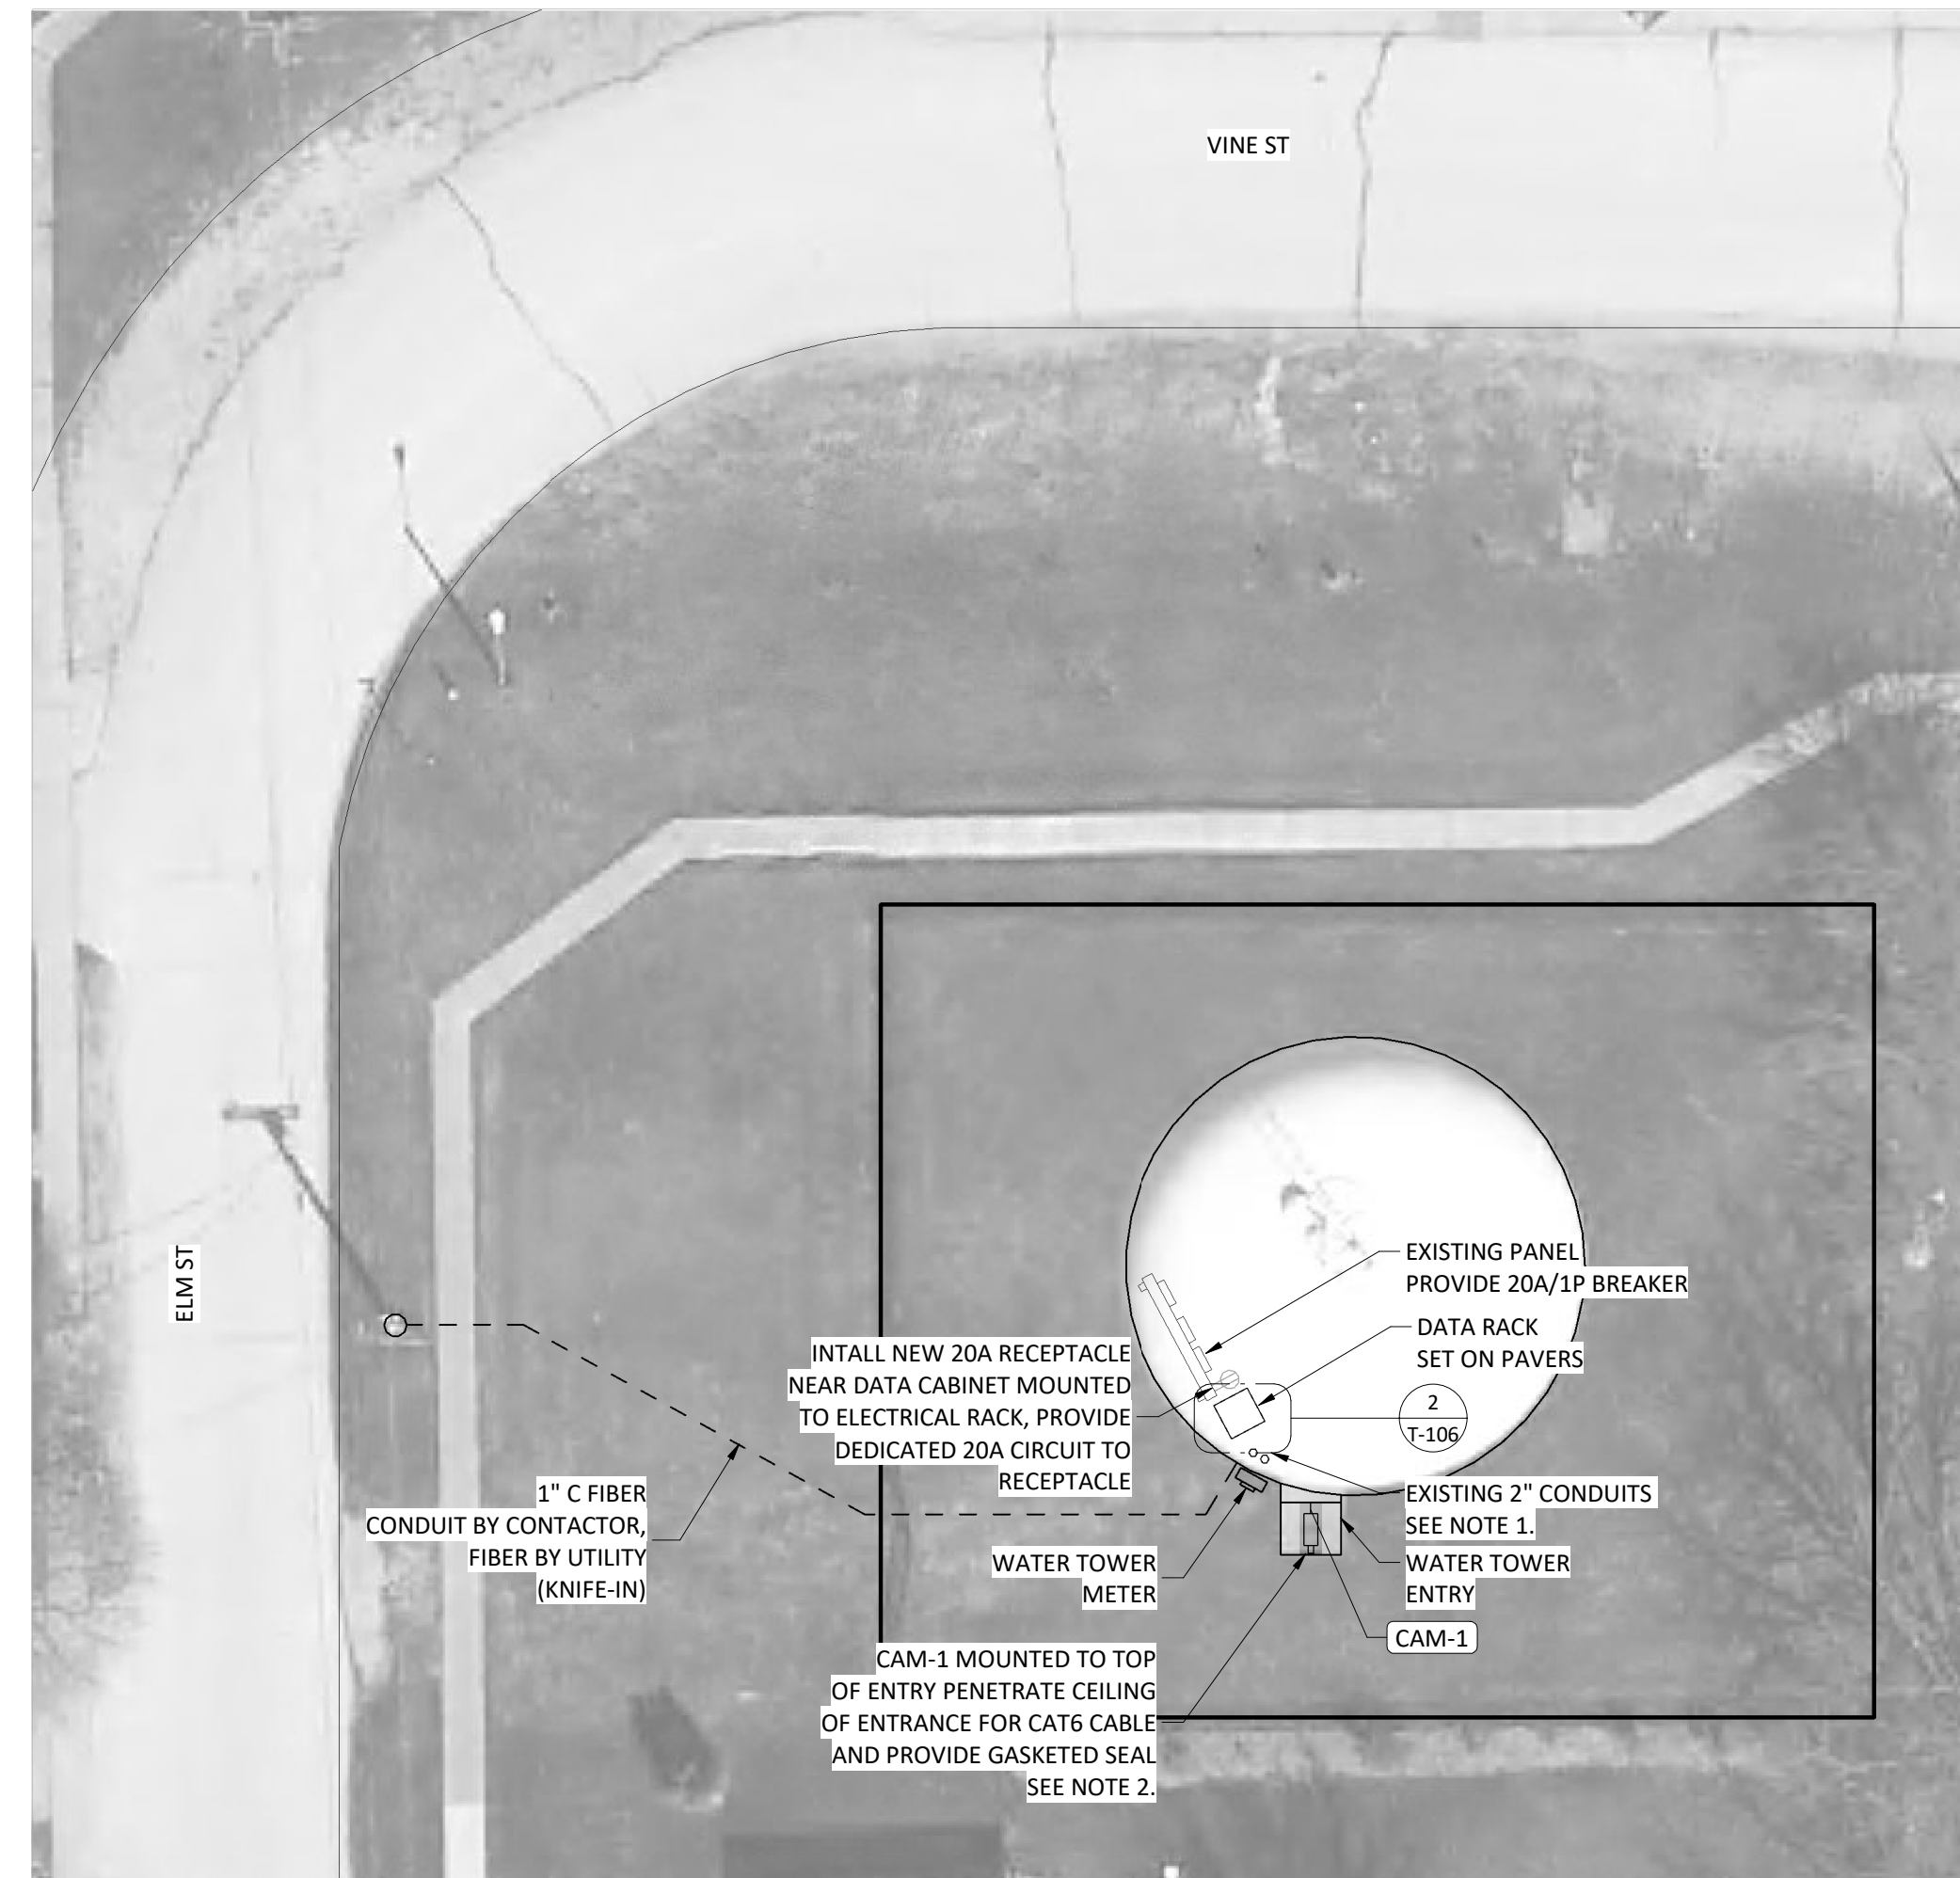 VINE ST
ELM ST
EXISTING PANEL
PROVIDE 20A/1P BREAKER
DATA RACK
SET ON PAVERS
INTALL NEW 20A RECEPTACLE
NEAR DATA CABINET MOUNTED
TO ELECTRICAL RACK, PROVIDE
DEDICATED 20A CIRCUIT TO
RECEPTACLE
2
T-106
1" C FIBER
CONDUIT BY CONTACTOR,
FIBER BY UTILITY
(KNIFE-IN)
EXISTING 2" CONDUITS
SEE NOTE 1.
WATER TOWER
METER
WATER TOWER
ENTRY
CAM-1
CAM-1 MOUNTED TO TOP
OF ENTRY PENETRATE CEILING
OF ENTRANCE FOR CAT6 CABLE
AND PROVIDE GASKETED SEAL
SEE NOTE 2.